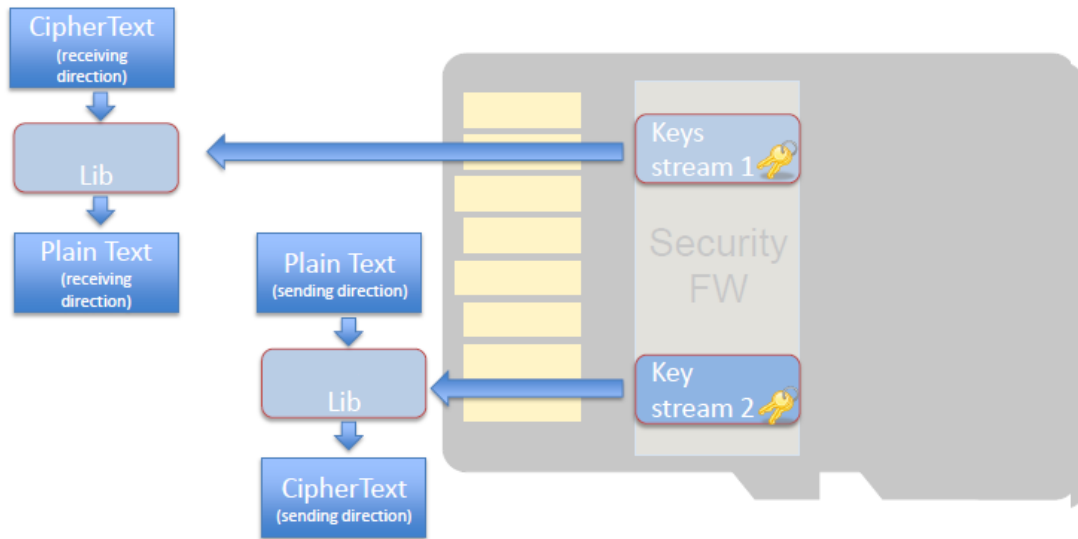 CipherText
(receiving
direction)
Lib
Plain Text
(receiving
direction)
Plain Text
(sending direction)
Lib
CipherText
(sending direction)
Keys
stream 1
Security
FW
Key
stream 2